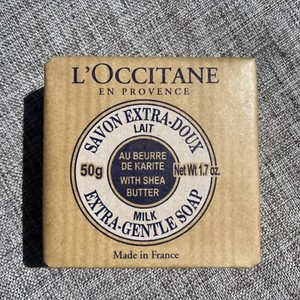 L'OCCITANE
EN PROVENCE
SAVON EXTRA-DOUX
LAIT
50g
AU BEURRE
DE KARITE
WITH SHEA
BUTTER
Net Wt 1.7 oz.
MILK
EXTRA-GENTLE SOAP
Made in France